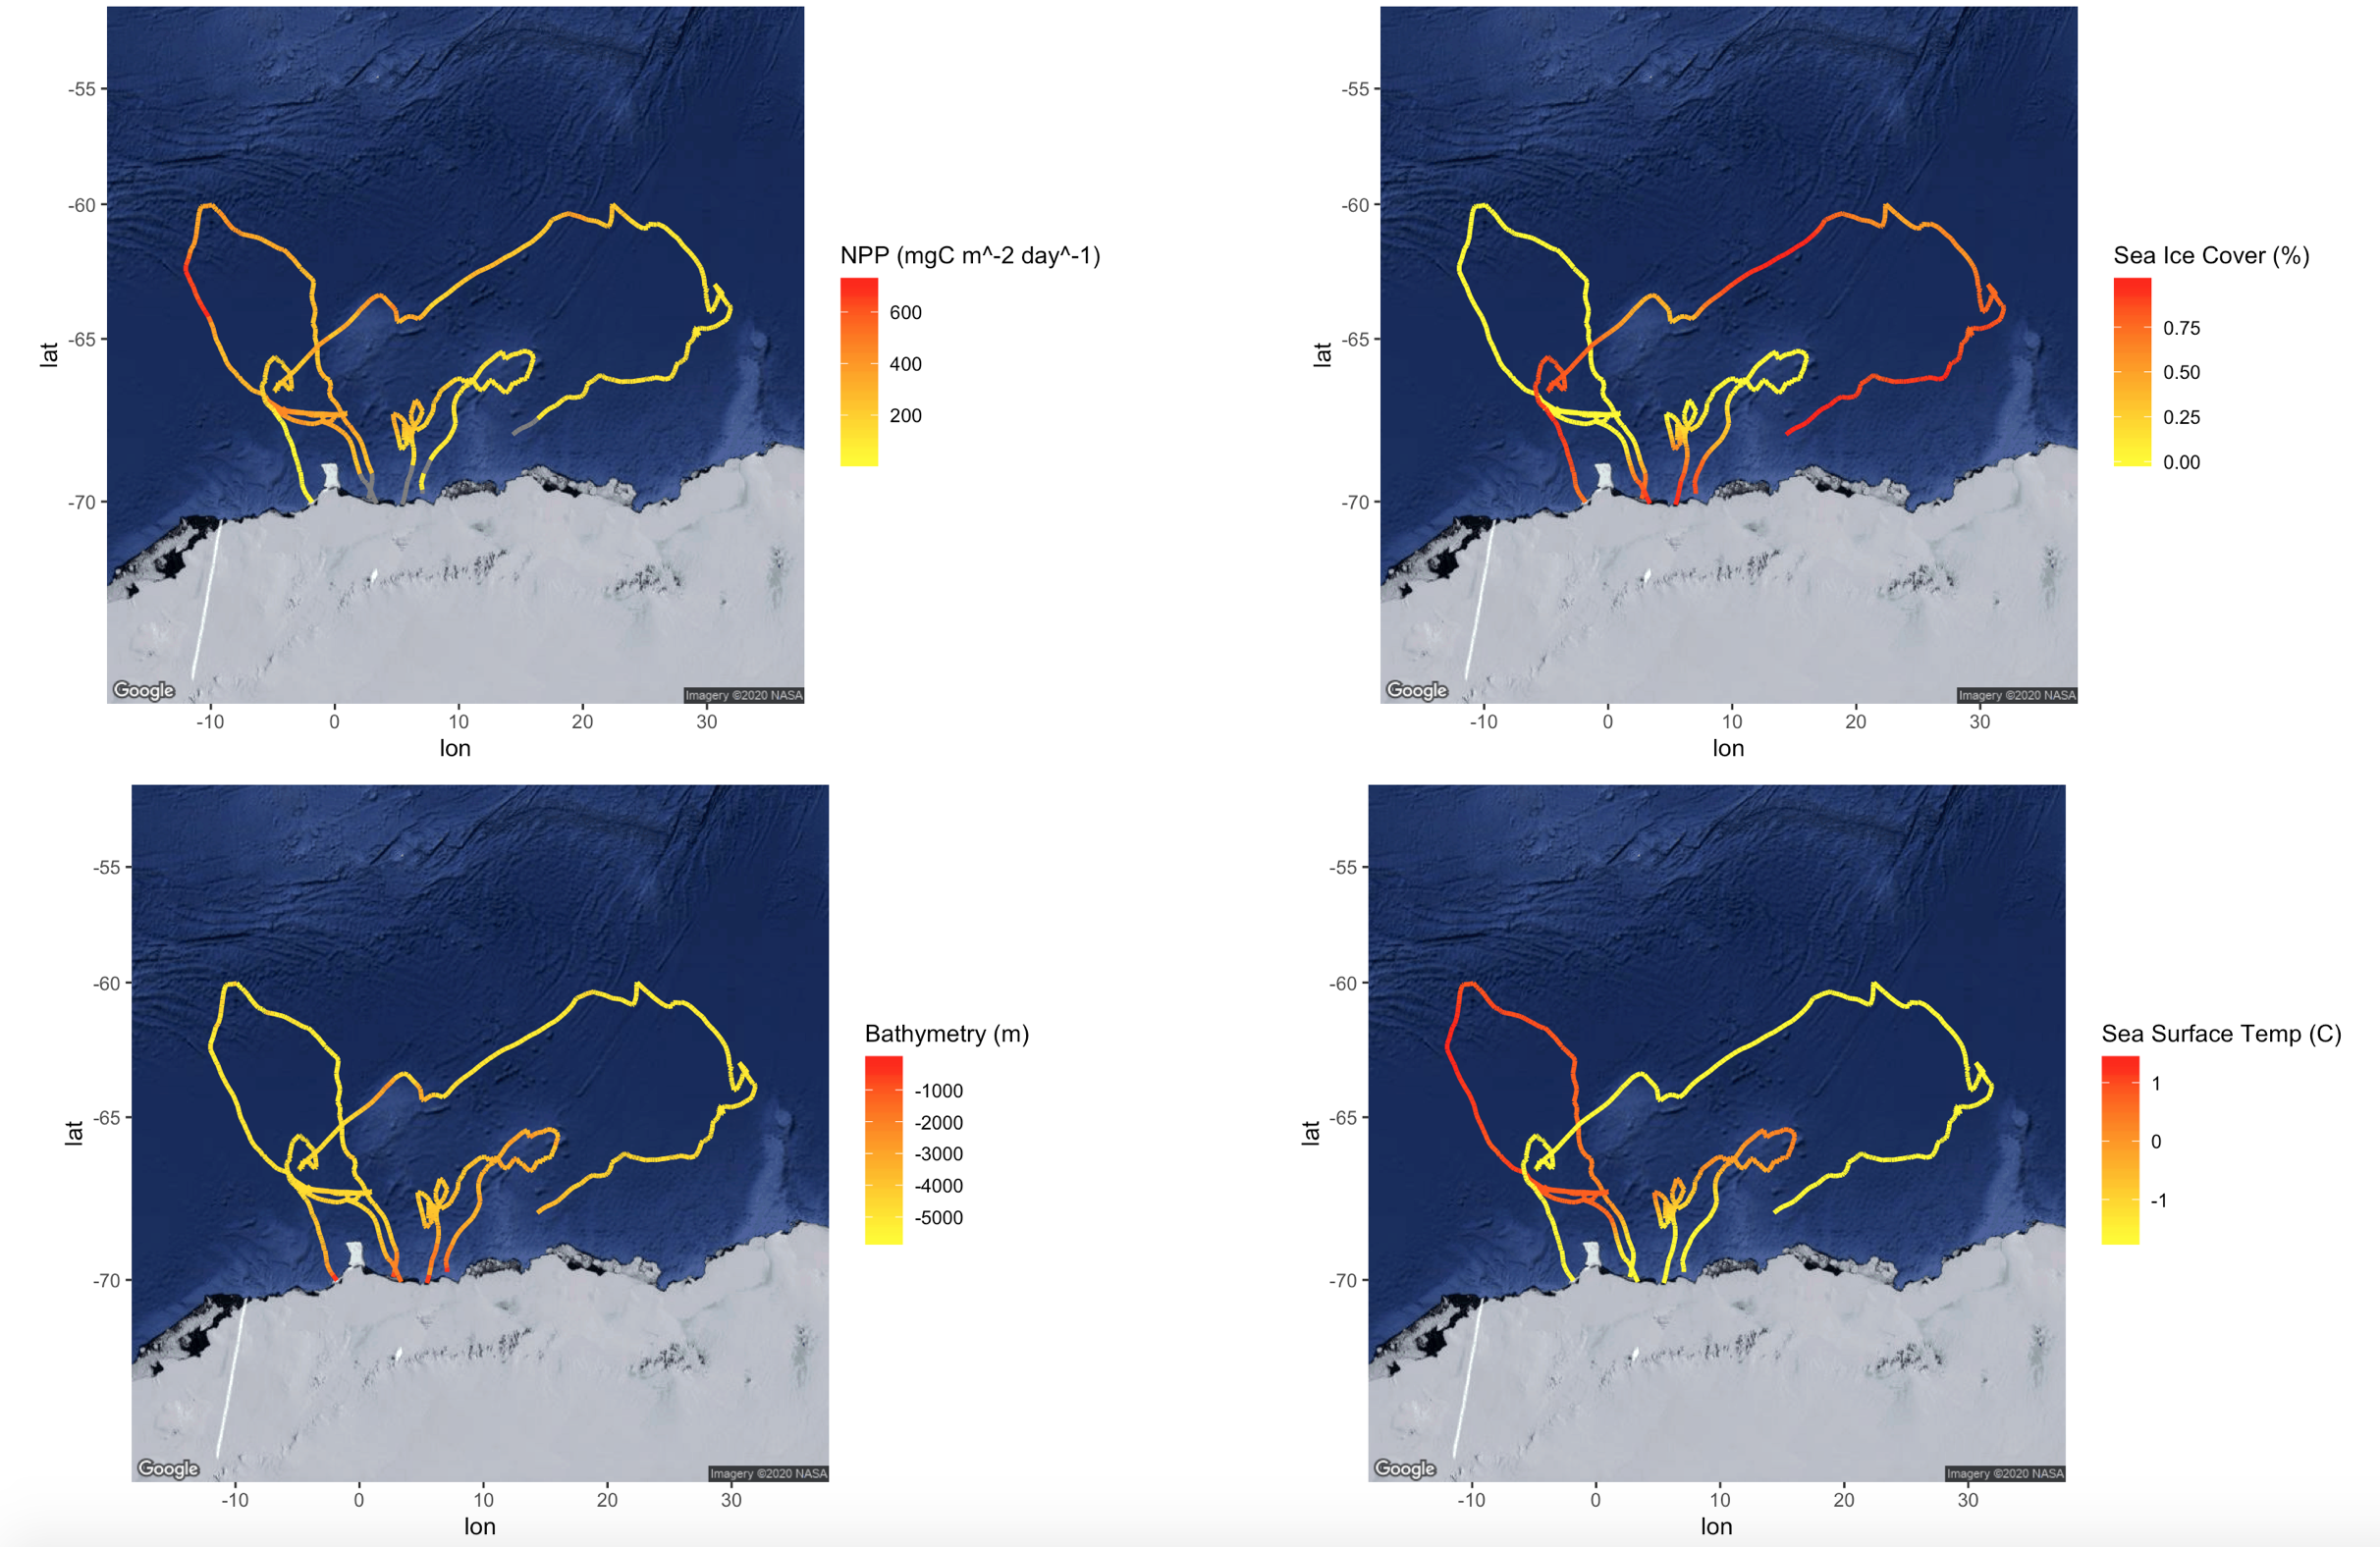 -55
-60
-65
-70
lat
Google
Imagery ©2020 NASA
-10 0 10 20 30
lon
NPP (mgC m^-2 day^-1)
600
400
200
-55
-60
-65
-70
lat
Google
Imagery ©2020 NASA
-10 0 10 20 30
lon
Sea Ice Cover (%)
0.75
0.50
0.25
0.00
-55
-60
-65
-70
lat
Google
Imagery ©2020 NASA
-10 0 10 20 30
lon
Bathymetry (m)
-1000
-2000
-3000
-4000
-5000
-55
-60
-65
-70
lat
Google
Imagery ©2020 NASA
-10 0 10 20 30
lon
Sea Surface Temp (C)
1
0
-1